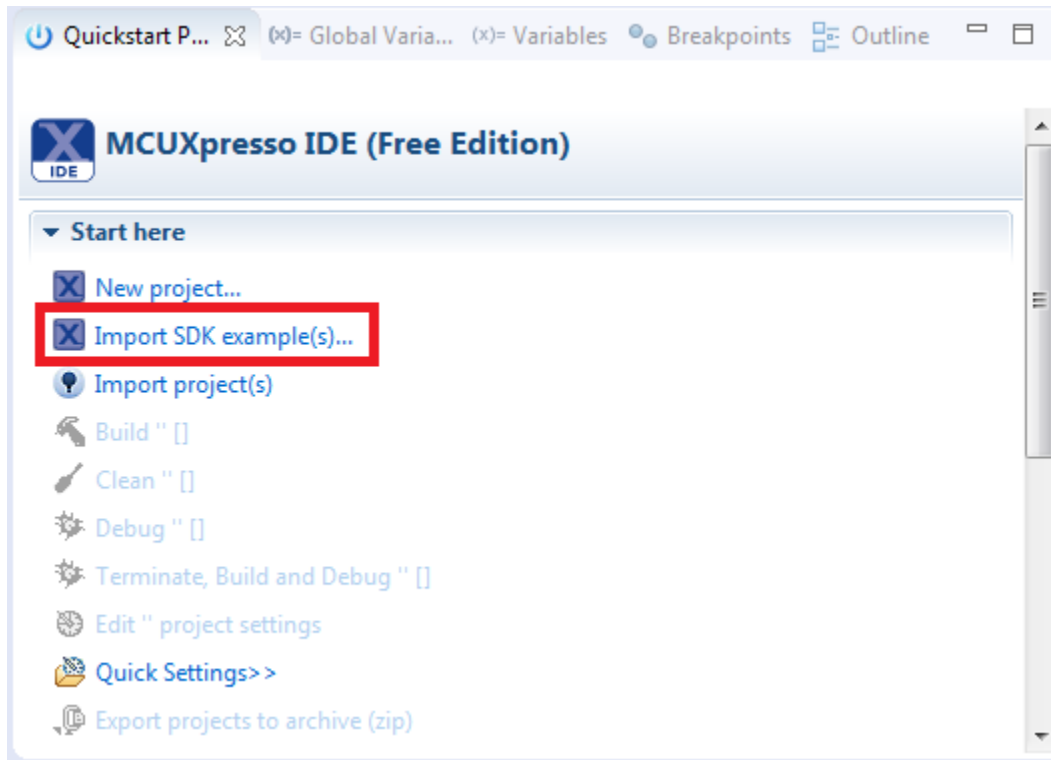 Quickstart P... (x)= Global Varia... (x)= Variables Breakpoints Outline
X
IDE
MCUXpresso IDE (Free Edition)
Start here
X New project...
X Import SDK example(s)...
Import project(s)
Build '' []
Clean '' []
Debug '' []
Terminate, Build and Debug '' []
Edit '' project settings
Quick Settings>>
Export projects to archive (zip)